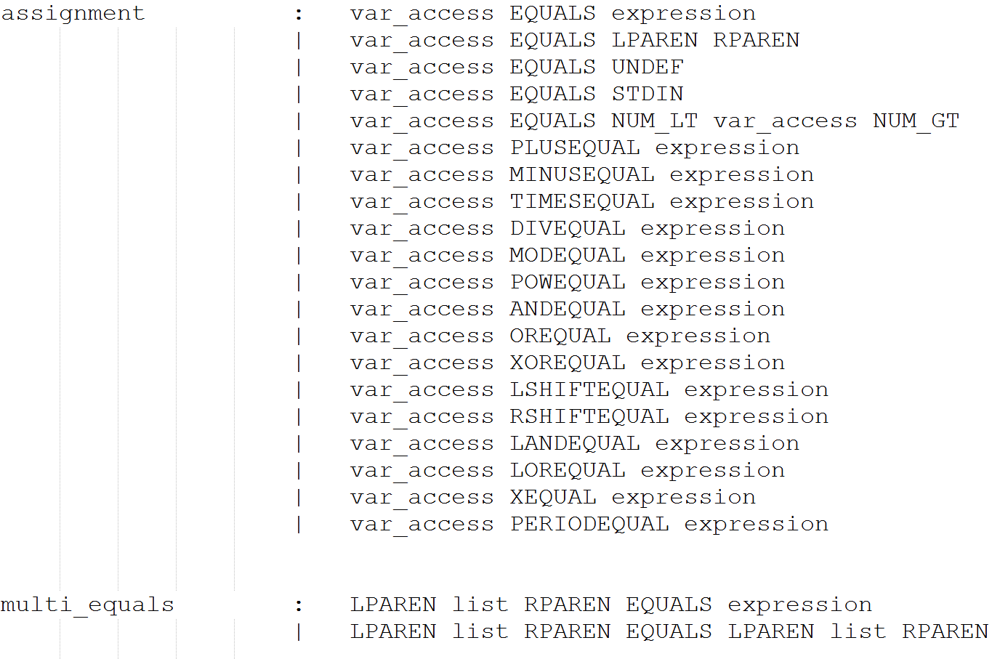 assignment : var_access EQUALS expression
| var_access EQUALS LPAREN RPAREN
| var_access EQUALS UNDEF
| var_access EQUALS STDIN
| var_access EQUALS NUM_LT var_access NUM_GT
| var_access PLUSEQUAL expression
| var_access MINUSEQUAL expression
| var_access TIMESEQUAL expression
| var_access DIVEQUAL expression
| var_access MODEQUAL expression
| var_access POWEQUAL expression
| var_access ANDEQUAL expression
| var_access OREQUAL expression
| var_access XOREQUAL expression
| var_access LSHIFTEQUAL expression
| var_access RSHIFTEQUAL expression
| var_access LANDEQUAL expression
| var_access LOREQUAL expression
| var_access XEQUAL expression
| var_access PERIODEQUAL expression
multi_equals : LPAREN list RPAREN EQUALS expression
| LPAREN list RPAREN EQUALS LPAREN list RPAREN